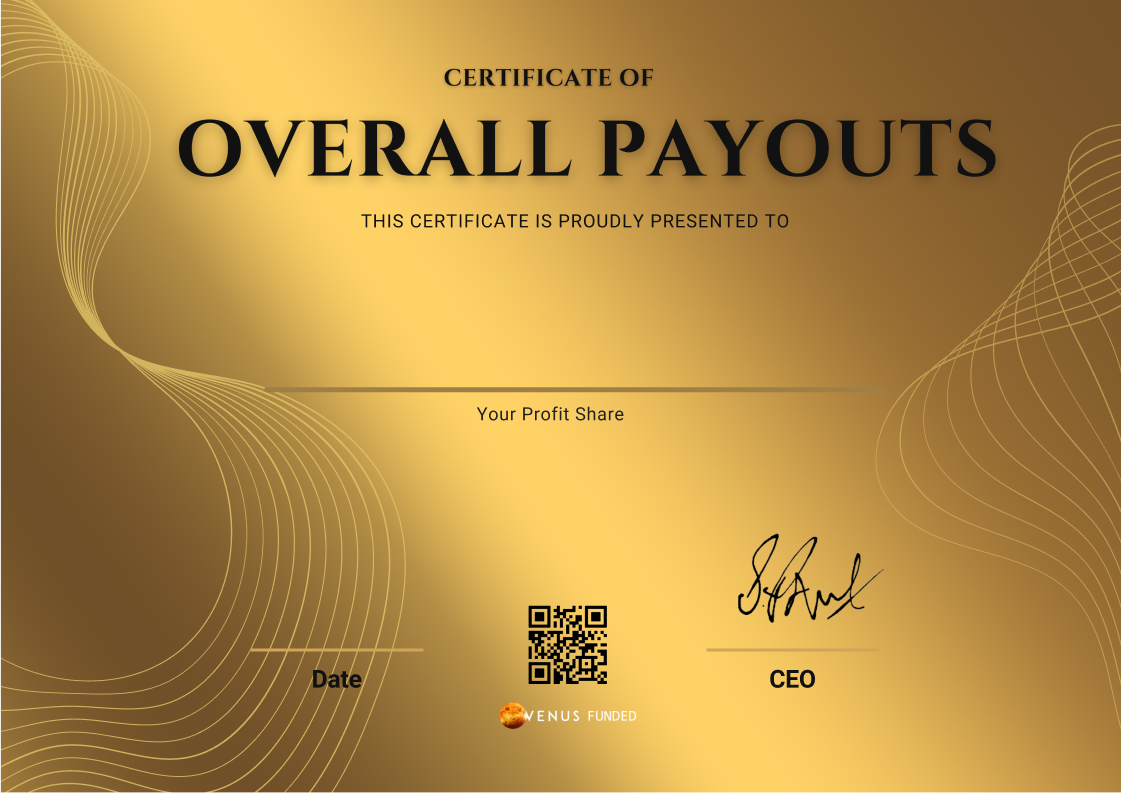 CERTIFICATE OF
OVERALL PAYOUTS
THIS CERTIFICATE IS PROUDLY PRESENTED TO
Your Profit Share
Date
CEO
VENUS FUNDED